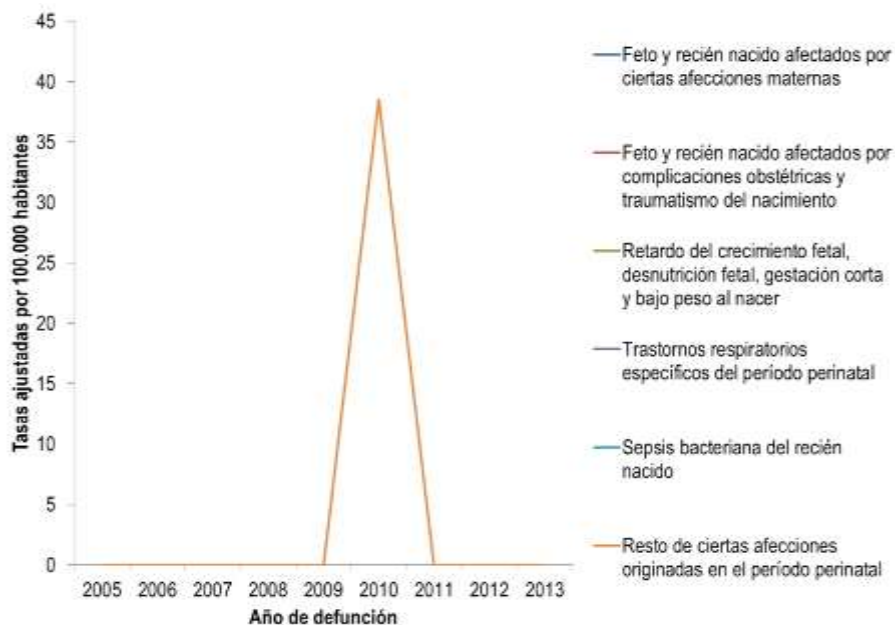 45
40
35
30
25
20
15
10
5
0
Tasas ajustadas por 100.000 habitantes
2005 2006 2007 2008 2009 2010 2011 2012 2013
Año de defunción
Feto y recién nacido afectados por
ciertas afecciones maternas
Feto y recién nacido afectados por
complicaciones obstétricas y
traumatismo del nacimiento
Retardo del crecimiento fetal,
desnutrición fetal, gestación corta
y bajo peso al nacer
Trastornos respiratorios
específicos del período perinatal
Sepsis bacteriana del recién
nacido
Resto de ciertas afecciones
originadas en el período perinatal